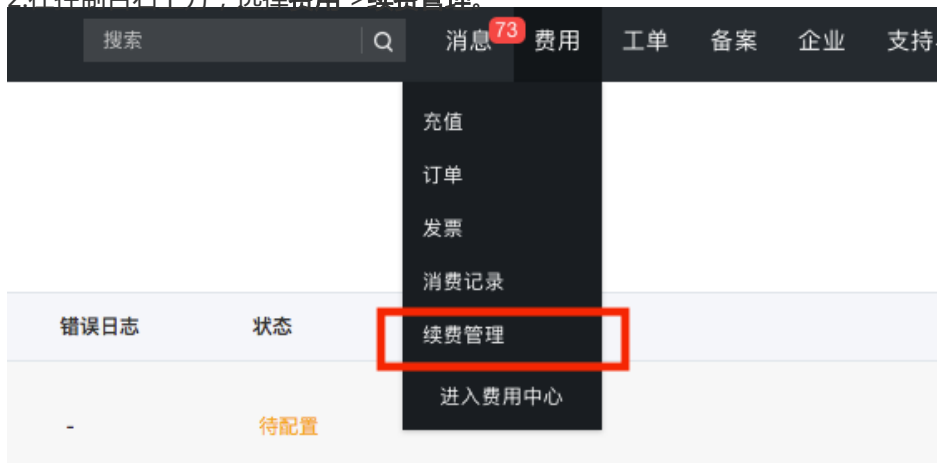 搜索 消息 73 费用 工单 备案 企业 支持
充值
订单
发票
消费记录
续费管理
进入费用中心
错误日志 状态
- 待配置